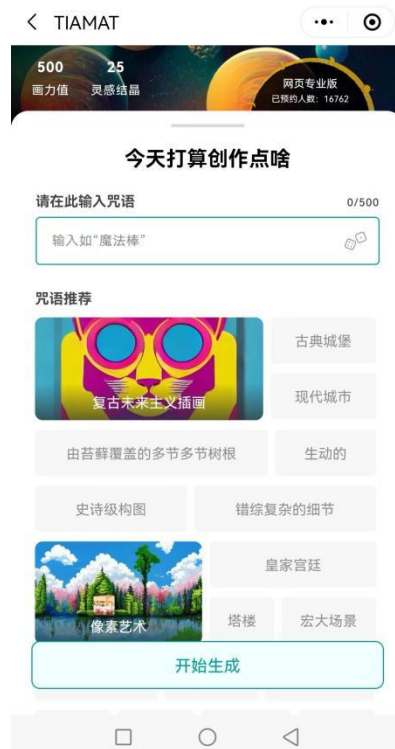 TIAMAT
500 25
画力值 灵感结晶
网页专业版
已预约人数: 16762
今天打算创作点啥
请在此输入咒语 0/500
输入如“魔法棒”
咒语推荐
复古未来主义插画
古典城堡
现代城市
由苔藓覆盖的多节多节树根 生动的
史诗级构图 错综复杂的细节
像素艺术
皇家宫廷
塔楼 宏大场景
开始生成